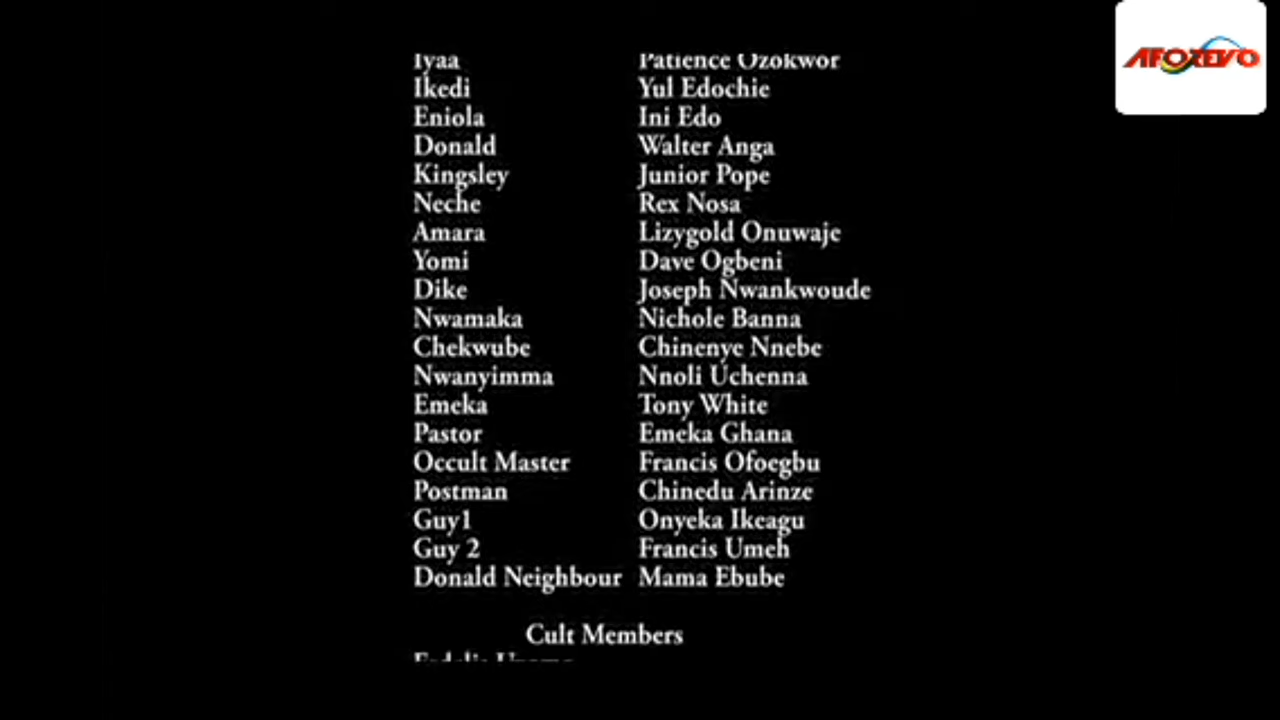 AFOREVO
Iyaa Patience Ozokwor
Ikedi Yul Edochie
Eniola Ini Edo
Donald Walter Anga
Kingsley Junior Pope
Neche Rex Nosa
Amara Lizygold Onuwaje
Yomi Dave Ogbeni
Dike Joseph Nwankwoude
Nwamaka Nichole Banna
Chekwube Chinenye Nnebe
Nwanyimma Nnoli Uchenna
Emeka Tony White
Pastor Emeka Ghana
Occult Master Francis Ofoegbu
Postman Chinedu Arinze
Guy1 Onyeka Ikeagu
Guy 2 Francis Umeh
Donald Neighbour Mama Ebube
Cult Members